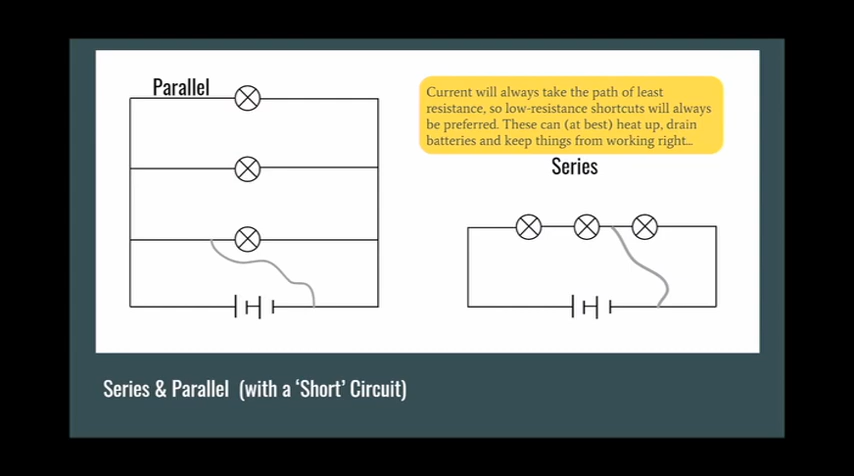 Parallel
Current will always take the path of least
resistance, so low-resistance shortcuts will always
be preferred. These can (at best) heat up, drain
batteries and keep things from working right...
Series
Series & Parallel (with a ‘Short’ Circuit)